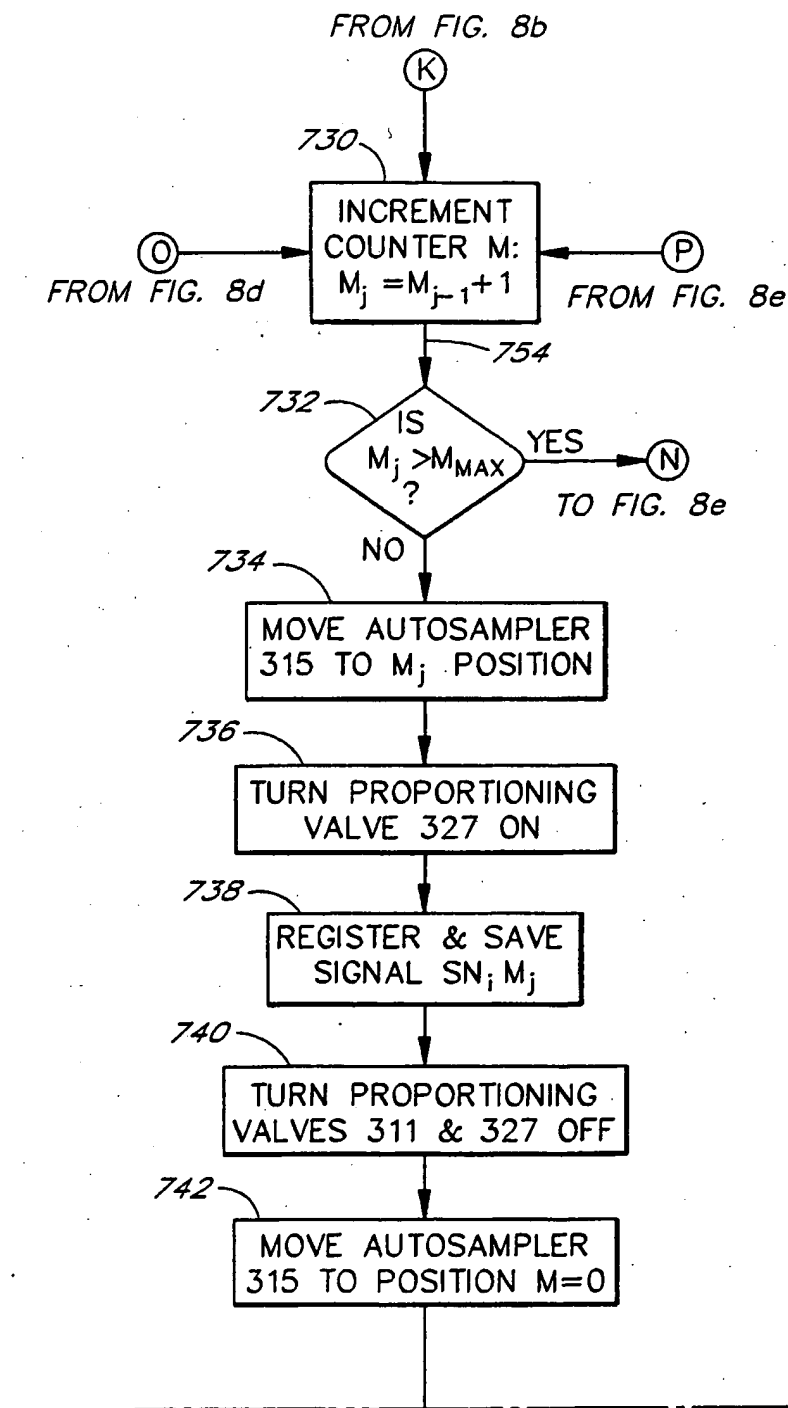 FROM FIG. 8b
K
730
INCREMENT
COUNTER M:
Mj =Mj-1+1
O
FROM FIG. 8d
P
FROM FIG. 8e
754
732
IS
Mj >MMAX
?
YES
N
TO FIG. 8e
NO
734
MOVE AUTOSAMPLER
315 TO Mj POSITION
736
TURN PROPORTIONING
VALVE 327 ON
738
REGISTER & SAVE
SIGNAL SNi Mj
740
TURN PROPORTIONING
VALVES 311 & 327 OFF
742
MOVE AUTOSAMPLER
315 TO POSITION M=0